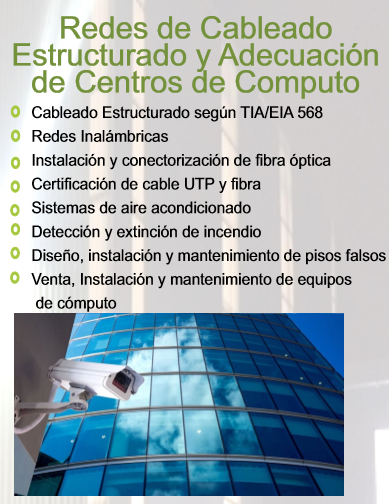 Redes de Cableado
Estructurado y Adecuación
de Centros de Computo
Cableado Estructurado según TIA/EIA 568
Redes Inalámbricas
Instalación y conectorización de fibra óptica
Certificación de cable UTP y fibra
Sistemas de aire acondicionado
Detección y extinción de incendio
Diseño, instalación y mantenimiento de pisos falsos
Venta, Instalación y mantenimiento de equipos
de cómputo